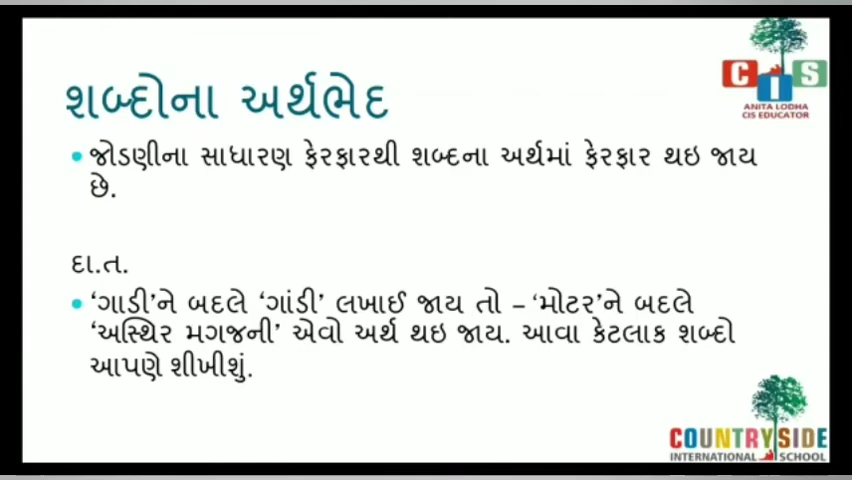 CIS
ANITA LODHA
CIS EDUCATOR
શબ્દોના અર્થભેદ
• જોડણીના સાધારણ ફેરફારથી શબ્દના અર્થમાં ફેરફાર થઇ જાય
છે.
દા.ત.
• ‘ગાડી’ને બદલે ‘ગાંડી’ લખાઈ જાય તો – ‘મોટર’ને બદલે
‘અસ્થિર મગજની’ એવો અર્થ થઇ જાય. આવા કેટલાક શબ્દો
આપણે શીખીશું.
COUNTRYSIDE
INTERNATIONAL SCHOOL